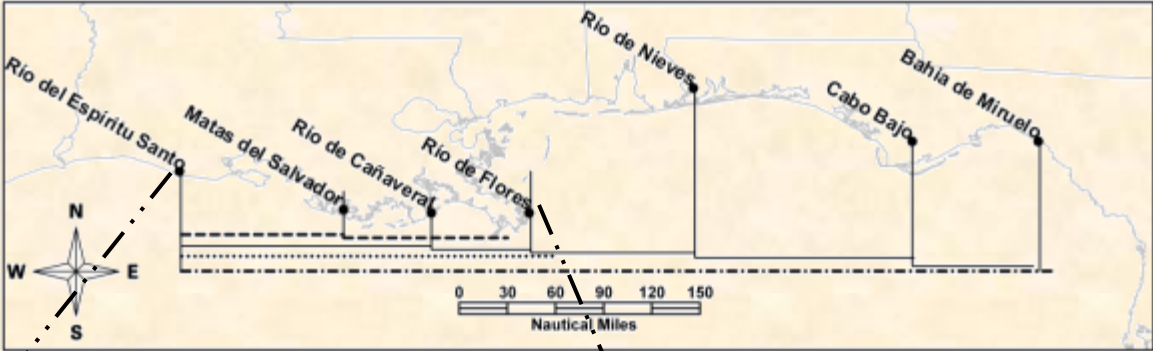 Río de Nieves
Bahia de Miruelo
Río del Espíritu Santo
Cabo Bajo
Matas del Salvador
Río de Cañaveral
Río de Flores
N
W E
S
0 30 60 90 120 150
Nautical Miles